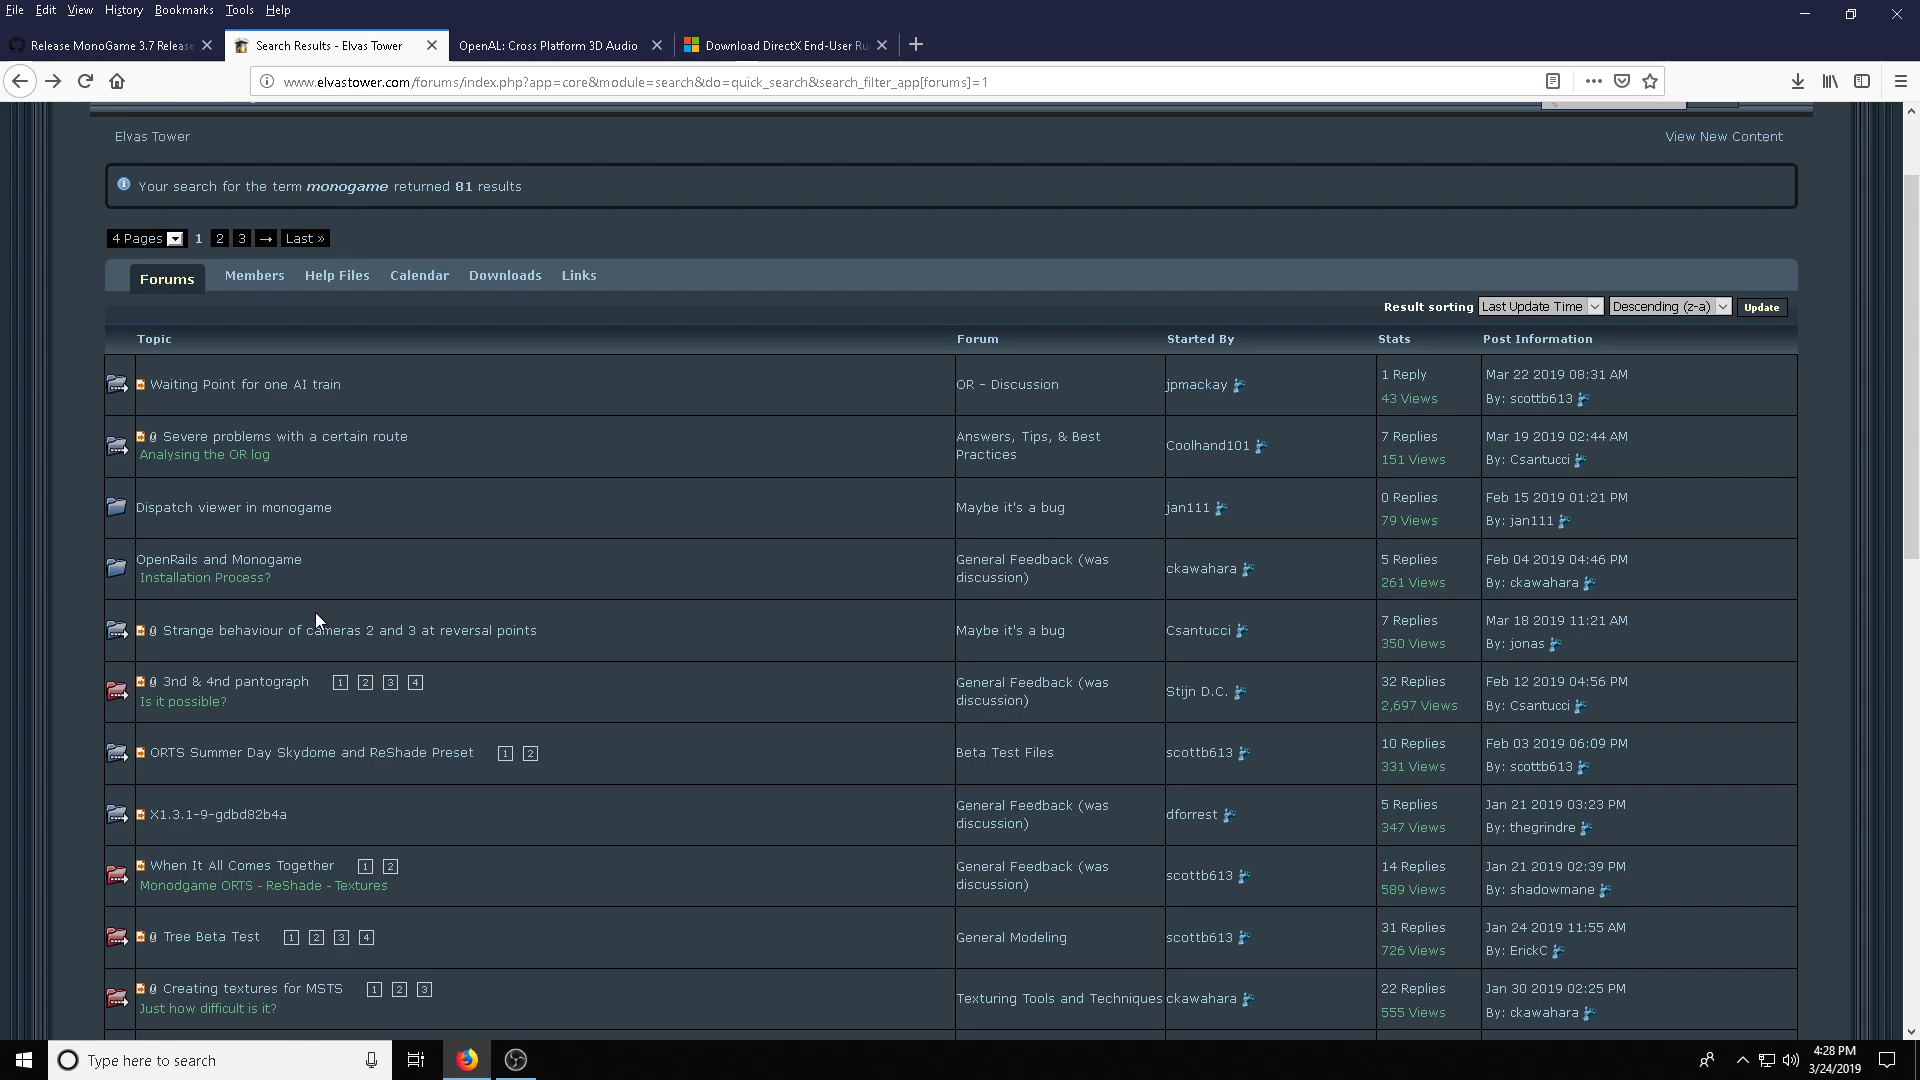 File Edit View History Bookmarks Tools Help
Release MonoGame 3.7 Release
Search Results - Elvas Tower
OpenAL: Cross Platform 3D Audio
Download DirectX End-User Ru
www.elvastower.com/forums/index.php?app=core&module=search&do=quick_search&search_filter_app[forums]=1
Elvas Tower
View New Content
Your search for the term monogame returned 81 results
4 Pages 1 2 3 → Last »
Forums Members Help Files Calendar Downloads Links
Result sorting Last Update Time Descending (z-a) Update
Topic Forum Started By Stats Post Information
Waiting Point for one AI train
OR - Discussion
jpmackay
1 Reply
43 Views
Mar 22 2019 08:31 AM
By: scottb613
Severe problems with a certain route
Analysing the OR log
Answers, Tips, & Best
Practices
Coolhand101
7 Replies
151 Views
Mar 19 2019 02:44 AM
By: Csantucci
Dispatch viewer in monogame
Maybe it's a bug
jan111
0 Replies
79 Views
Feb 15 2019 01:21 PM
By: jan111
OpenRails and Monogame
Installation Process?
General Feedback (was
discussion)
ckawahara
5 Replies
261 Views
Feb 04 2019 04:46 PM
By: ckawahara
Strange behaviour of cameras 2 and 3 at reversal points
Maybe it's a bug
Csantucci
7 Replies
350 Views
Mar 18 2019 11:21 AM
By: jonas
3nd & 4nd pantograph 1 2 3 4
Is it possible?
General Feedback (was
discussion)
Stijn D.C.
32 Replies
2,697 Views
Feb 12 2019 04:56 PM
By: Csantucci
ORTS Summer Day Skydome and ReShade Preset 1 2
Beta Test Files
scottb613
10 Replies
331 Views
Feb 03 2019 06:09 PM
By: scottb613
X1.3.1-9-gdbd82b4a
General Feedback (was
discussion)
dforrest
5 Replies
347 Views
Jan 21 2019 03:23 PM
By: thegrindre
When It All Comes Together 1 2
Monodgame ORTS - ReShade - Textures
General Feedback (was
discussion)
scottb613
14 Replies
589 Views
Jan 21 2019 02:39 PM
By: shadowmane
Tree Beta Test 1 2 3 4
General Modeling
scottb613
31 Replies
726 Views
Jan 24 2019 11:55 AM
By: ErickC
Creating textures for MSTS 1 2 3
Just how difficult is it?
Texturing Tools and Techniques
ckawahara
22 Replies
555 Views
Jan 30 2019 02:25 PM
By: ckawahara
Type here to search
4:28 PM
3/24/2019